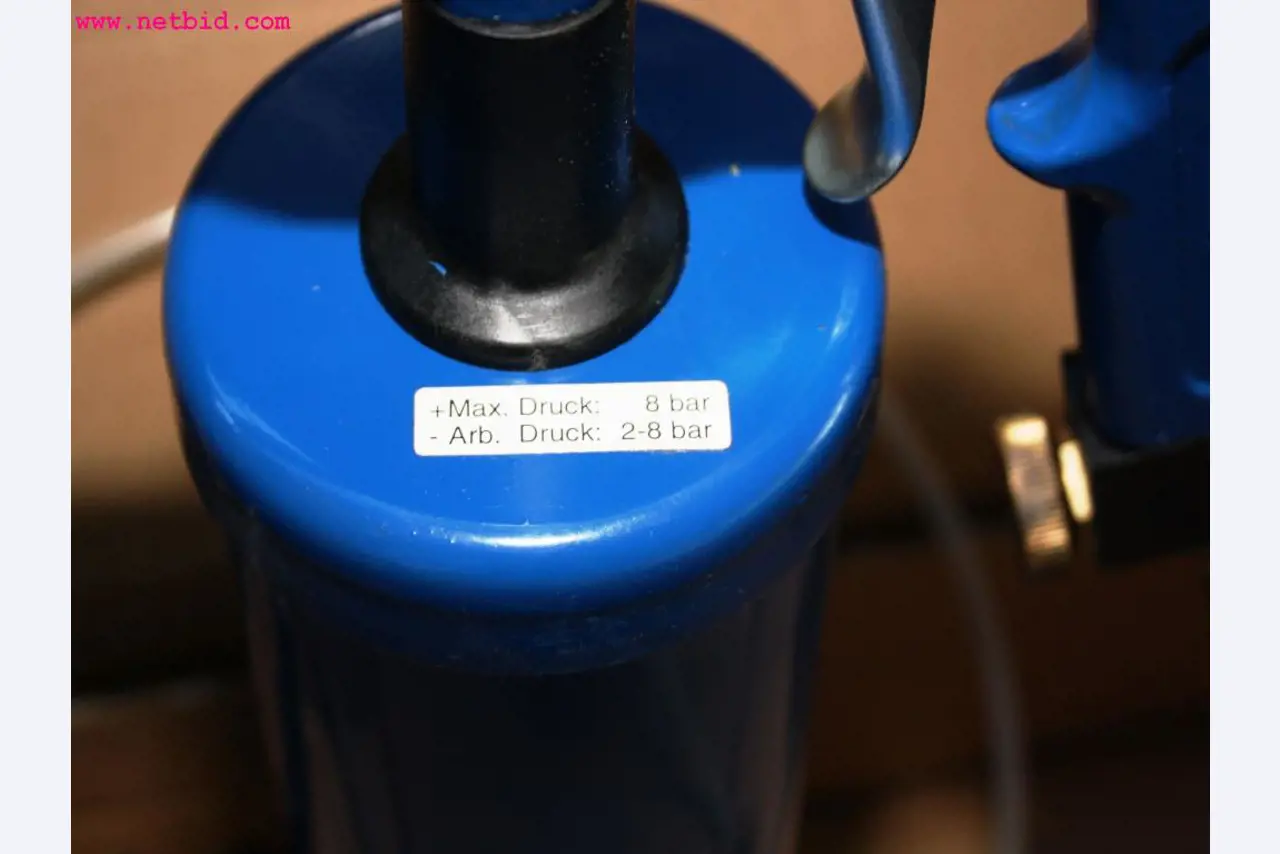 www.netbid.com
+Max. Druck: 8 bar
- Arb. Druck: 2-8 bar